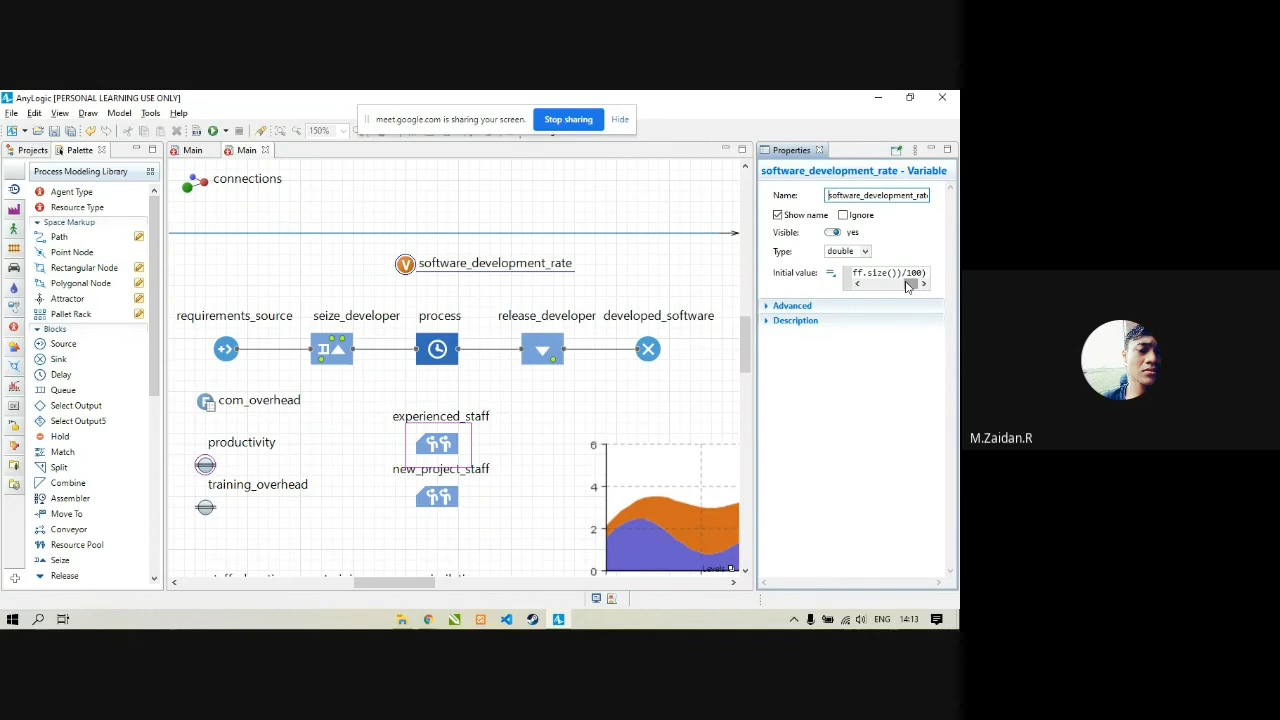 AnyLogic [PERSONAL LEARNING USE ONLY]
File Edit View Draw Model Tools Help
meet.google.com is sharing your screen. Stop sharing Hide
150%
Projects Palette
Main Main
Properties
Process Modeling Library
Agent Type
Resource Type
Space Markup
Path
Point Node
Rectangular Node
Polygonal Node
Attractor
Pallet Rack
Blocks
Source
Sink
Delay
Queue
Select Output
Select Output5
Hold
Match
Split
Combine
Assembler
Move To
Conveyor
Resource Pool
Seize
Release
connections
V software_development_rate
requirements_source seize_developer process release_developer developed_software
com_overhead
productivity
training_overhead
experienced_staff
new_project_staff
6
4
2
0
Levels
software_development_rate - Variable
Name: software_development_rat
Show name Ignore
Visible: yes
Type: double
Initial value: ff.size())/100)
Advanced
Description
M.Zaidan.R
ENG 14:13